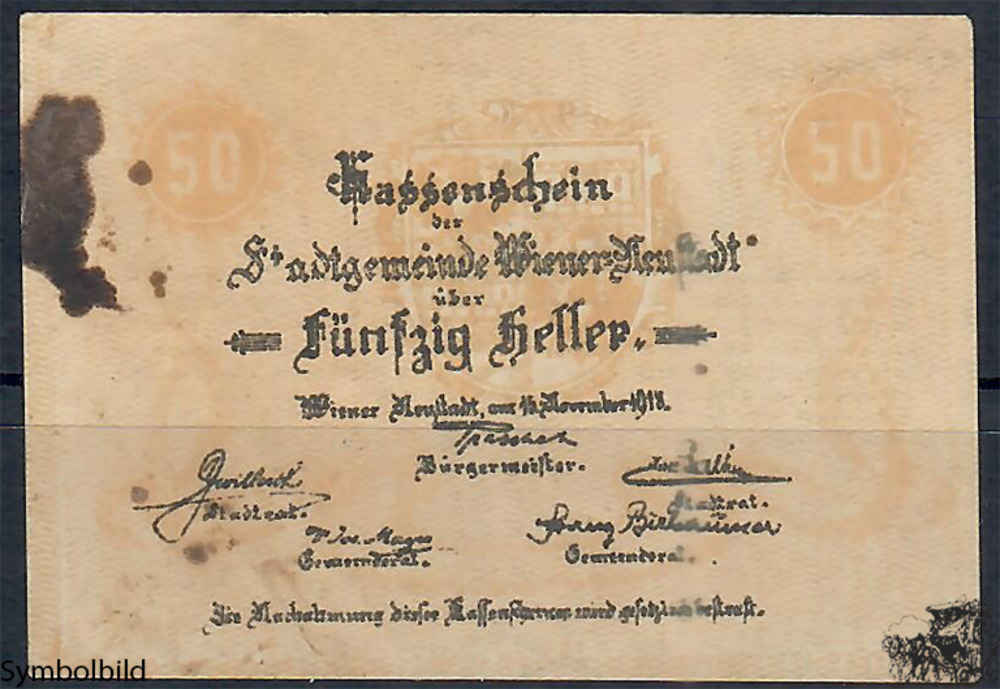 50 50
Kassenschein
der
Stadtgemeinde Wiener Neustadt
über
Fünfzig Heller.
Wiener Neustadt, am 15. November 1918.
Bürgermeister.
Stadtrat. Stadtrat.
Franz
Gemeinderat. Gemeinderat.
Die Nachahmung dieser Kassenscheine wird gesetzlich bestraft.
Symbolbild